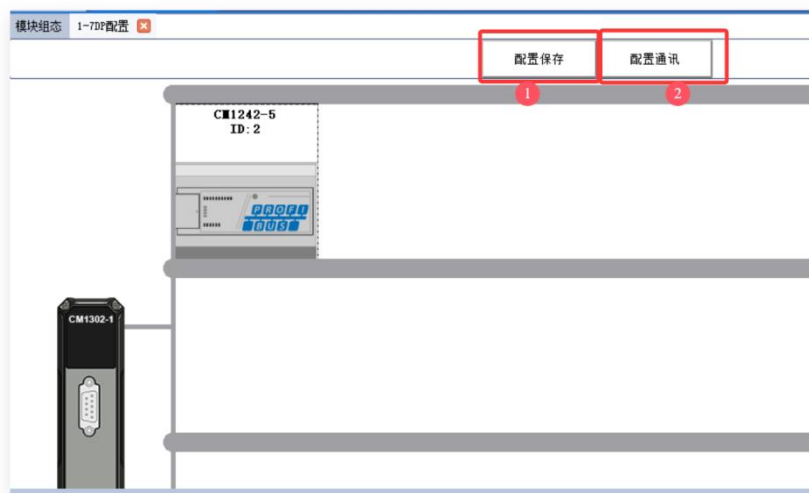 模块组态 1-7DP配置
配置保存 配置通讯
1 2
CM1242-5
ID:2
PROFI
BUS
CM1302-1